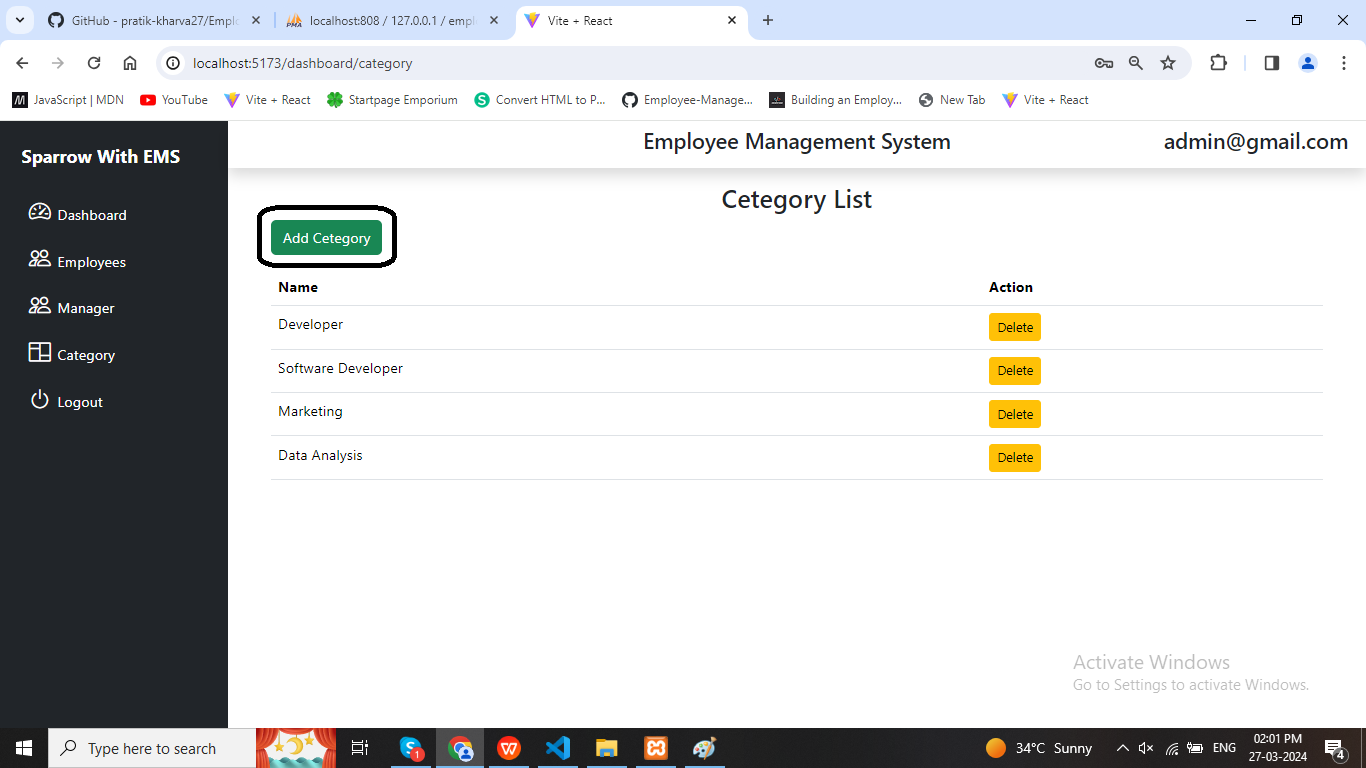 GitHub - pratik-kharva27/Emplo
localhost:808 / 127.0.0.1 / empl
Vite + React
localhost:5173/dashboard/category
JavaScript | MDN
YouTube
Vite + React
Startpage Emporium
Convert HTML to P...
Employee-Manage...
Building an Employ...
New Tab
Vite + React
Sparrow With EMS
Employee Management System
admin@gmail.com
Dashboard
Employees
Manager
Category
Logout
Cetegory List
Add Cetegory
Name Action
Developer Delete
Software Developer Delete
Marketing Delete
Data Analysis Delete
Activate Windows
Go to Settings to activate Windows.
Type here to search
34°C Sunny
ENG
02:01 PM
27-03-2024